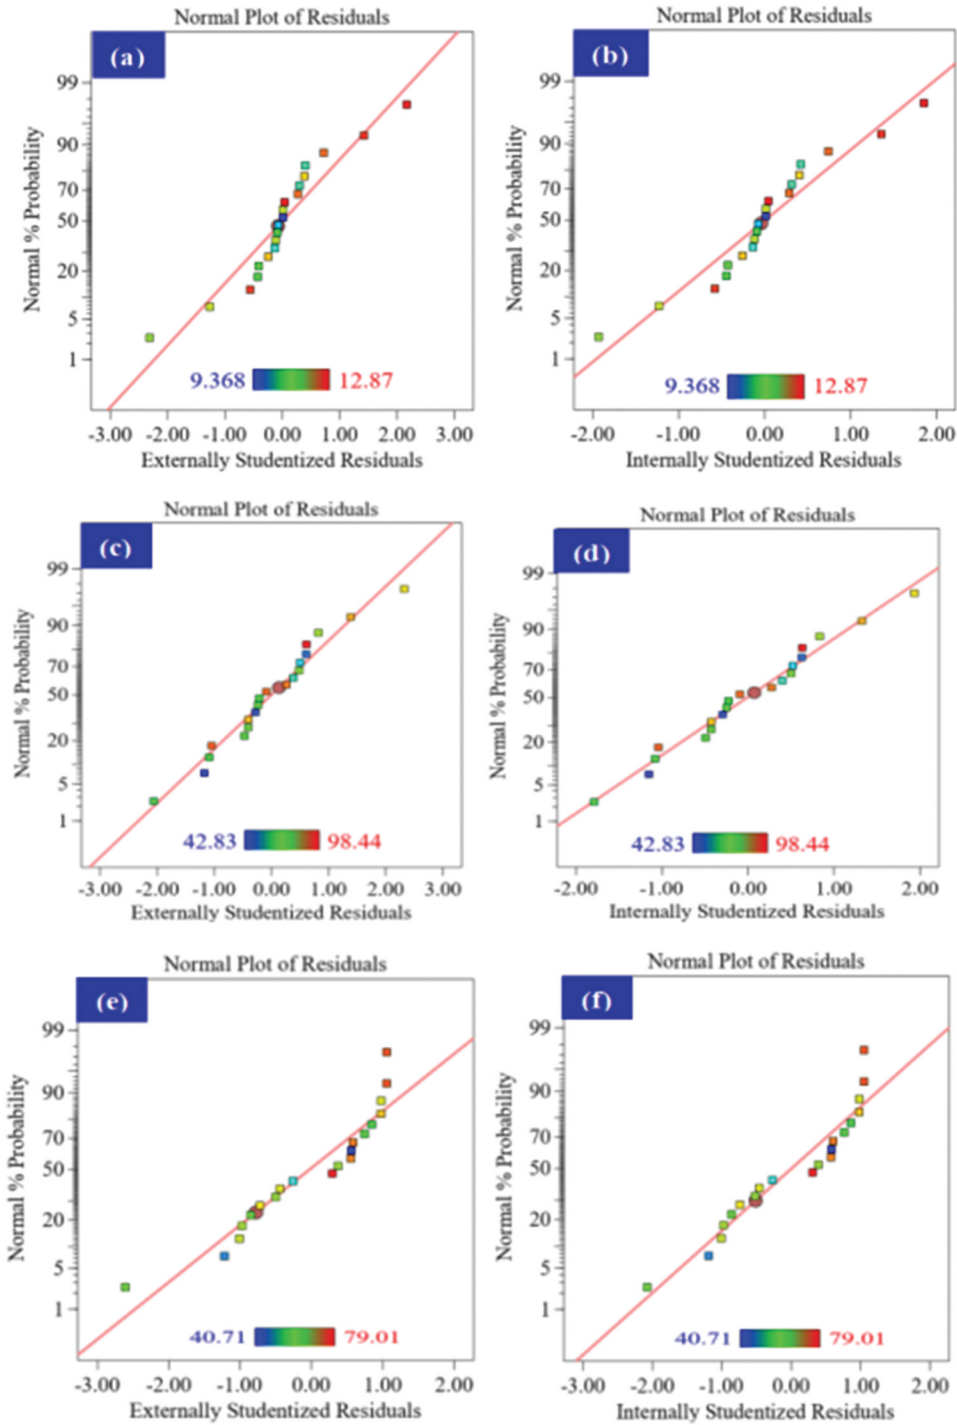 Normal Plot of Residuals
(a)
Normal % Probability
99
90
70
50
20
5
1
9.368 12.87
-3.00 -2.00 -1.00 0.00 1.00 2.00 3.00
Externally Studentized Residuals
Normal Plot of Residuals
(b)
Normal % Probability
99
90
70
50
20
5
1
9.368 12.87
-2.00 -1.00 0.00 1.00 2.00
Internally Studentized Residuals
Normal Plot of Residuals
(c)
Normal % Probability
99
90
70
50
20
5
1
42.83 98.44
-3.00 -2.00 -1.00 0.00 1.00 2.00 3.00
Externally Studentized Residuals
Normal Plot of Residuals
(d)
Normal % Probability
99
90
70
50
20
5
1
42.83 98.44
-2.00 -1.00 0.00 1.00 2.00
Internally Studentized Residuals
Normal Plot of Residuals
(e)
Normal % Probability
99
90
70
50
20
5
1
40.71 79.01
-3.00 -2.00 -1.00 0.00 1.00 2.00
Externally Studentized Residuals
Normal Plot of Residuals
(f)
Normal % Probability
99
90
70
50
20
5
1
40.71 79.01
-3.00 -2.00 -1.00 0.00 1.00 2.00
Internally Studentized Residuals